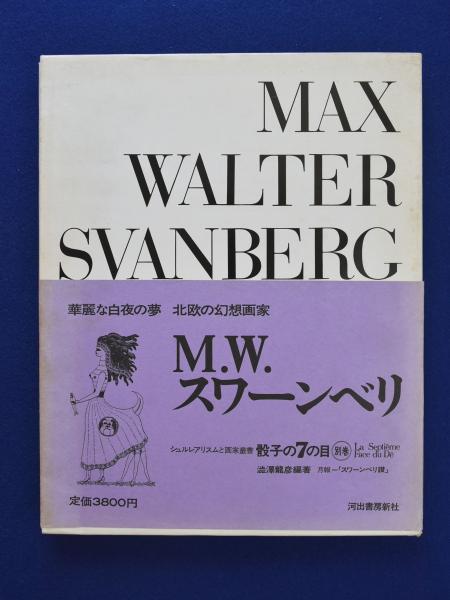 MAX
WALTER
SVANBERG
華麗な白夜の夢 北欧の幻想画家
M.W.
スワーンベリ
シュルレアリスムと画家叢書 骰子の7の目 別巻 La Septième Face du Dé
澁澤龍彦編著 月報=「スワーンベリ頌」
定価3800円
河出書房新社